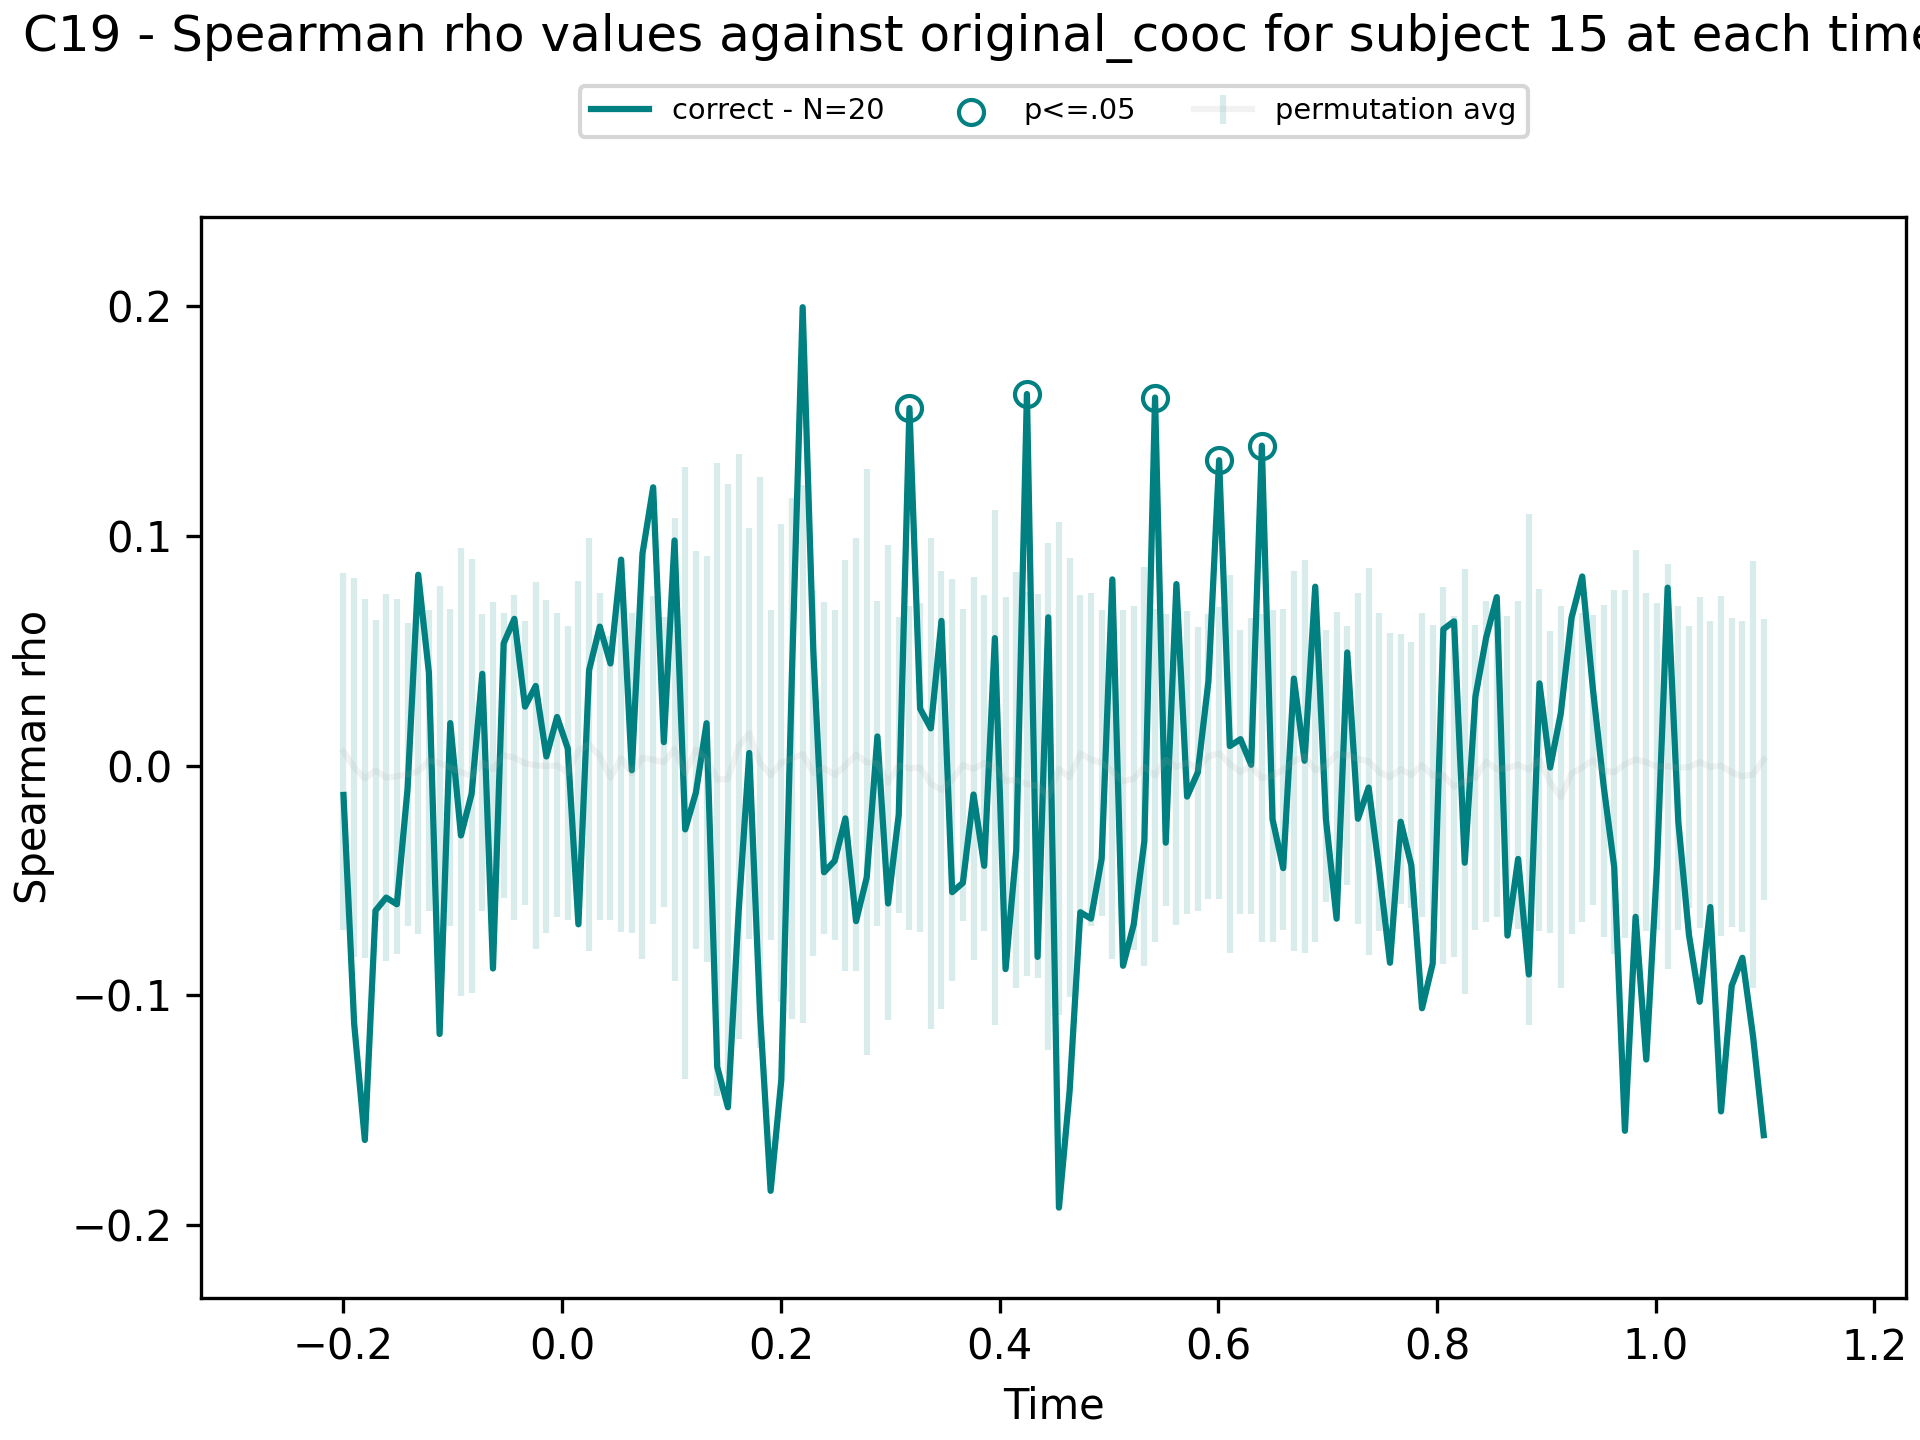 C19 - Spearman rho values against original_cooc for subject 15 at each time
correct - N=20 p<=.05 permutation avg
0.2
0.1
0.0
−0.1
−0.2
Spearman rho
−0.2 0.0 0.2 0.4 0.6 0.8 1.0 1.2
Time